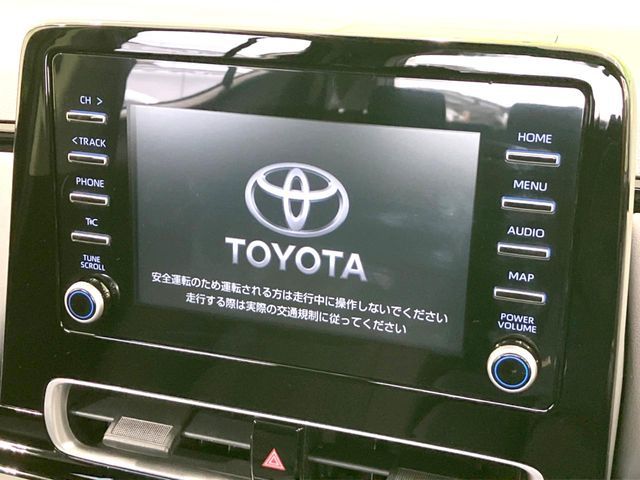 CH >
< TRACK
PHONE
T&C
TUNE
SCROLL
TOYOTA
安全運転のため運転される方は走行中に操作しないでください
走行する際は実際の交通規制に従ってください
HOME
MENU
AUDIO
MAP
POWER
VOLUME